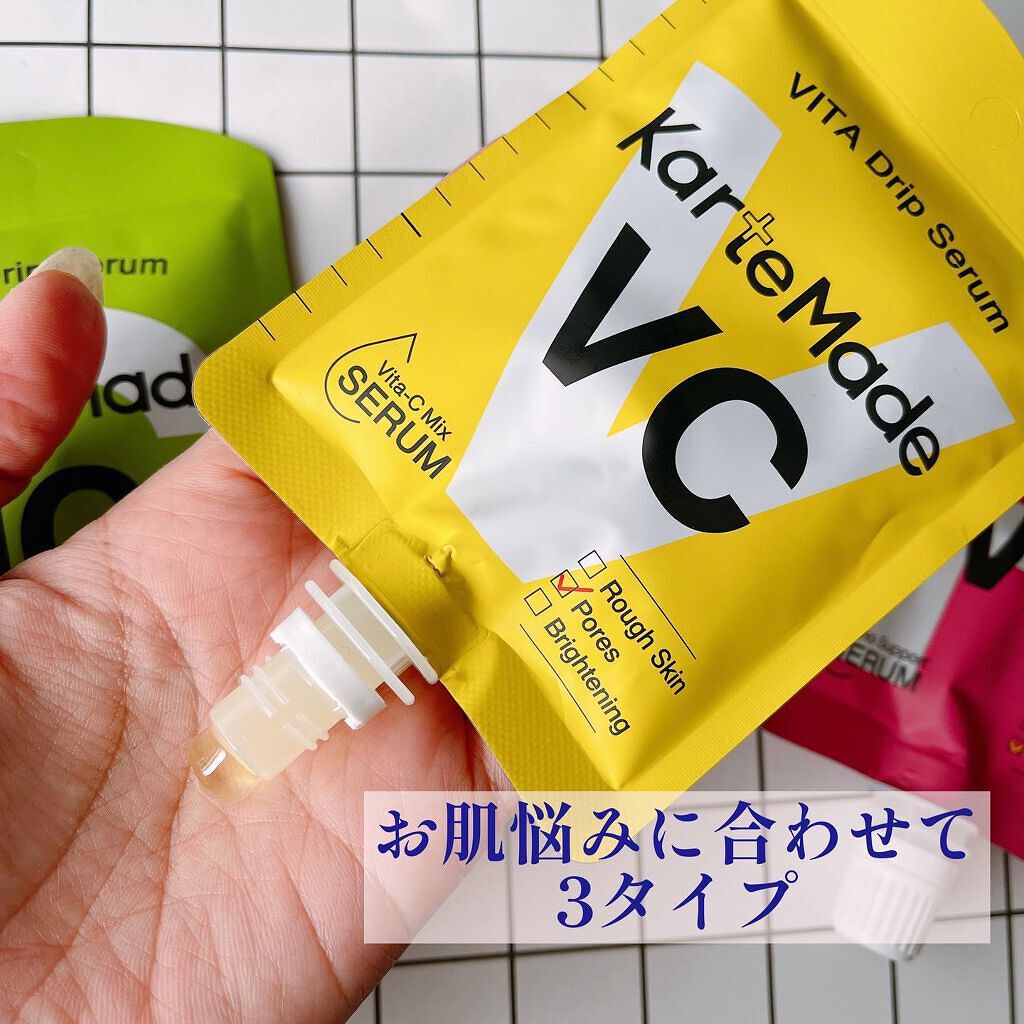 VITA Drip Serum
KarteMade
VC
Vita-C Mix
SERUM
Rough Skin
Pores
Brightening
お肌悩みに合わせて
3タイプ